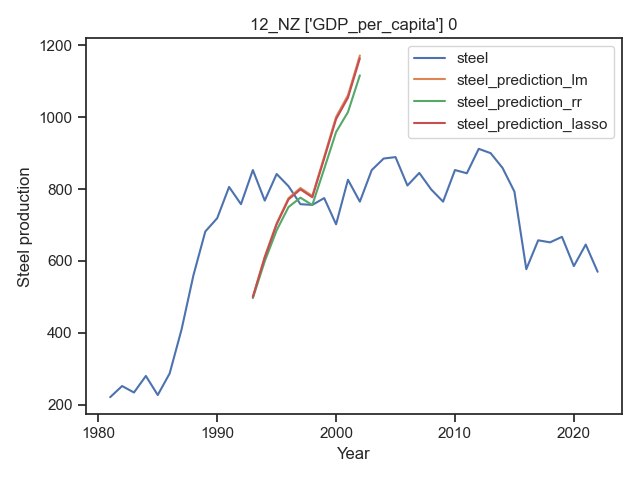 12_NZ ['GDP_per_capita'] 0
steel
steel_prediction_lm
steel_prediction_rr
steel_prediction_lasso
Steel production
1200
1000
800
600
400
200
1980
1990
2000
2010
2020
Year